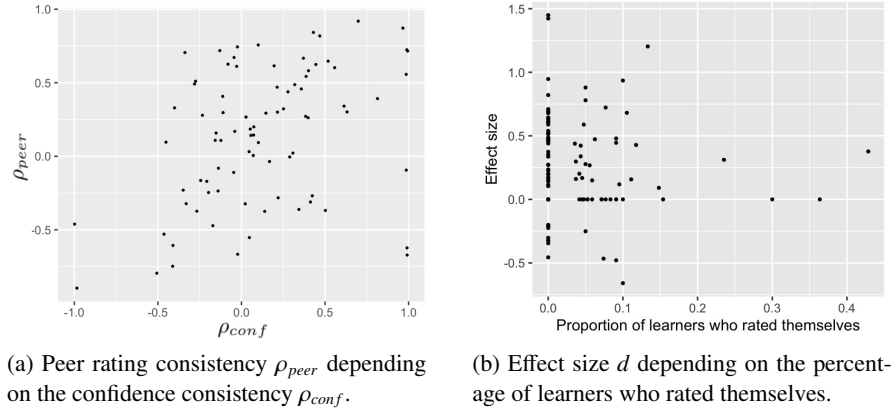 1.0
0.5
0.0
-0.5
ρpeer
-1.0
-0.5
0.0
0.5
1.0
ρconf
1.5
1.0
0.5
0.0
-0.5
Effect size
0.0
0.1
0.2
0.3
0.4
Proportion of learners who rated themselves
(a) Peer rating consistency ρpeer depending
on the confidence consistency ρconf.
(b) Effect size d depending on the percent-
age of learners who rated themselves.